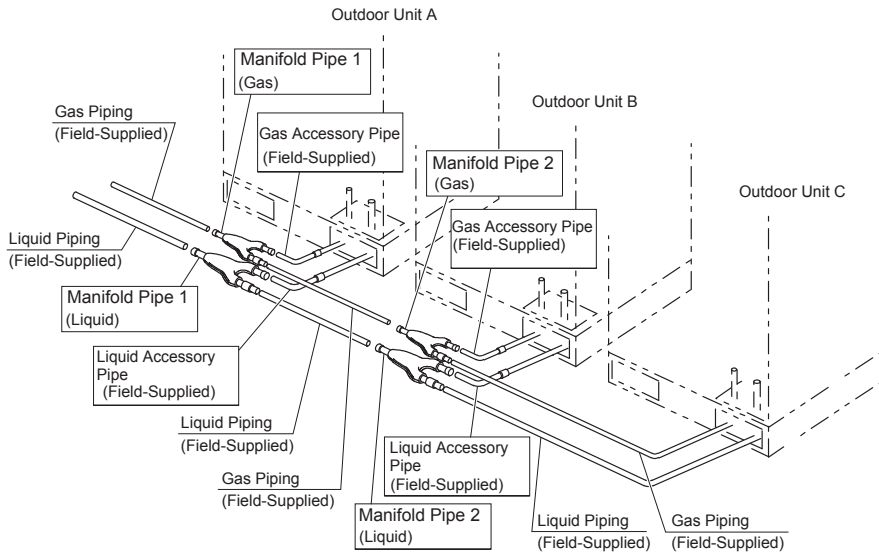 Outdoor Unit A
Manifold Pipe 1
(Gas)
Outdoor Unit B
Gas Piping
(Field-Supplied)
Gas Accessory Pipe
(Field-Supplied)
Manifold Pipe 2
(Gas)
Outdoor Unit C
Gas Accessory Pipe
(Field-Supplied)
Liquid Piping
(Field-Supplied)
Manifold Pipe 1
(Liquid)
Liquid Accessory
Pipe
(Field-Supplied)
Liquid Piping
(Field-Supplied)
Liquid Accessory
Pipe
(Field-Supplied)
Gas Piping
(Field-Supplied)
Manifold Pipe 2
(Liquid)
Liquid Piping
(Field-Supplied)
Gas Piping
(Field-Supplied)